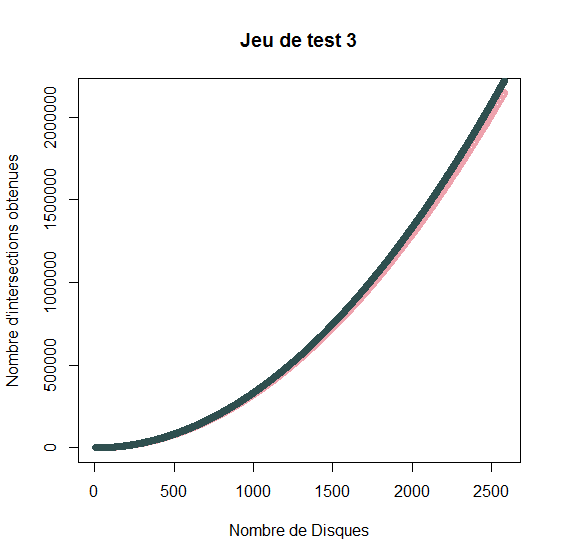 Jeu de test 3
Nombre d'intersections obtenues
2000000
1500000
1000000
500000
0
0 500 1000 1500 2000 2500
Nombre de Disques